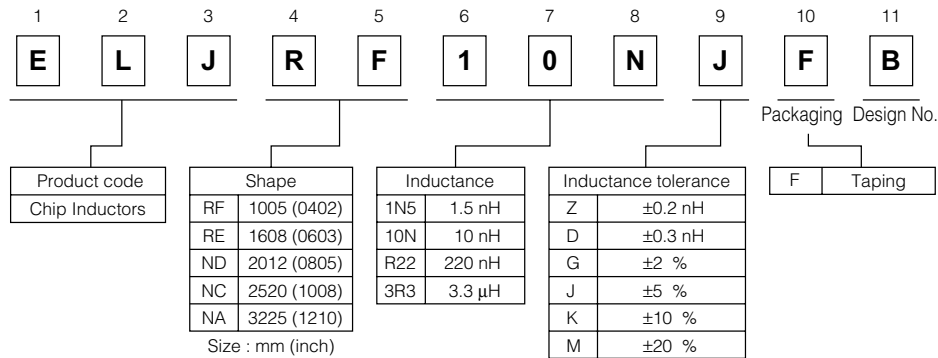 1 2 3 4 5 6 7 8 9 10 11
E L J R F 1 0 N J F B
Packaging Design No.
Product code
Chip Inductors
Shape
RF 1005 (0402)
RE 1608 (0603)
ND 2012 (0805)
NC 2520 (1008)
NA 3225 (1210)
Size : mm (inch)
Inductance
1N5 1.5 nH
10N 10 nH
R22 220 nH
3R3 3.3 μH
Inductance tolerance
Z ±0.2 nH
D ±0.3 nH
G ±2 %
J ±5 %
K ±10 %
M ±20 %
F Taping